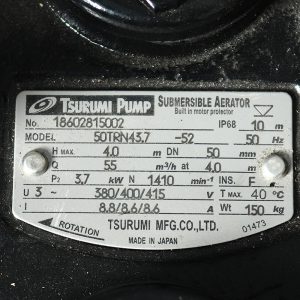 TSURUMI PUMP SUBMERSIBLE AERATOR
Built in motor protector
No. 18602815002 IP68 10 m
MODEL 50TRN43.7 -52 50 Hz
H MAX. 4.0 m DN 50 mm
Q 55 m³/h at 4.0 m
P₂ 3.7 kW N 1410 min⁻¹ INS. F
U 3 ~ 380/400/415 V T MAX 40 °C
I 8.8/8.6/8.6 A Wt 150 kg
ROTATION TSURUMI MFG.CO.,LTD. 01473
MADE IN JAPAN